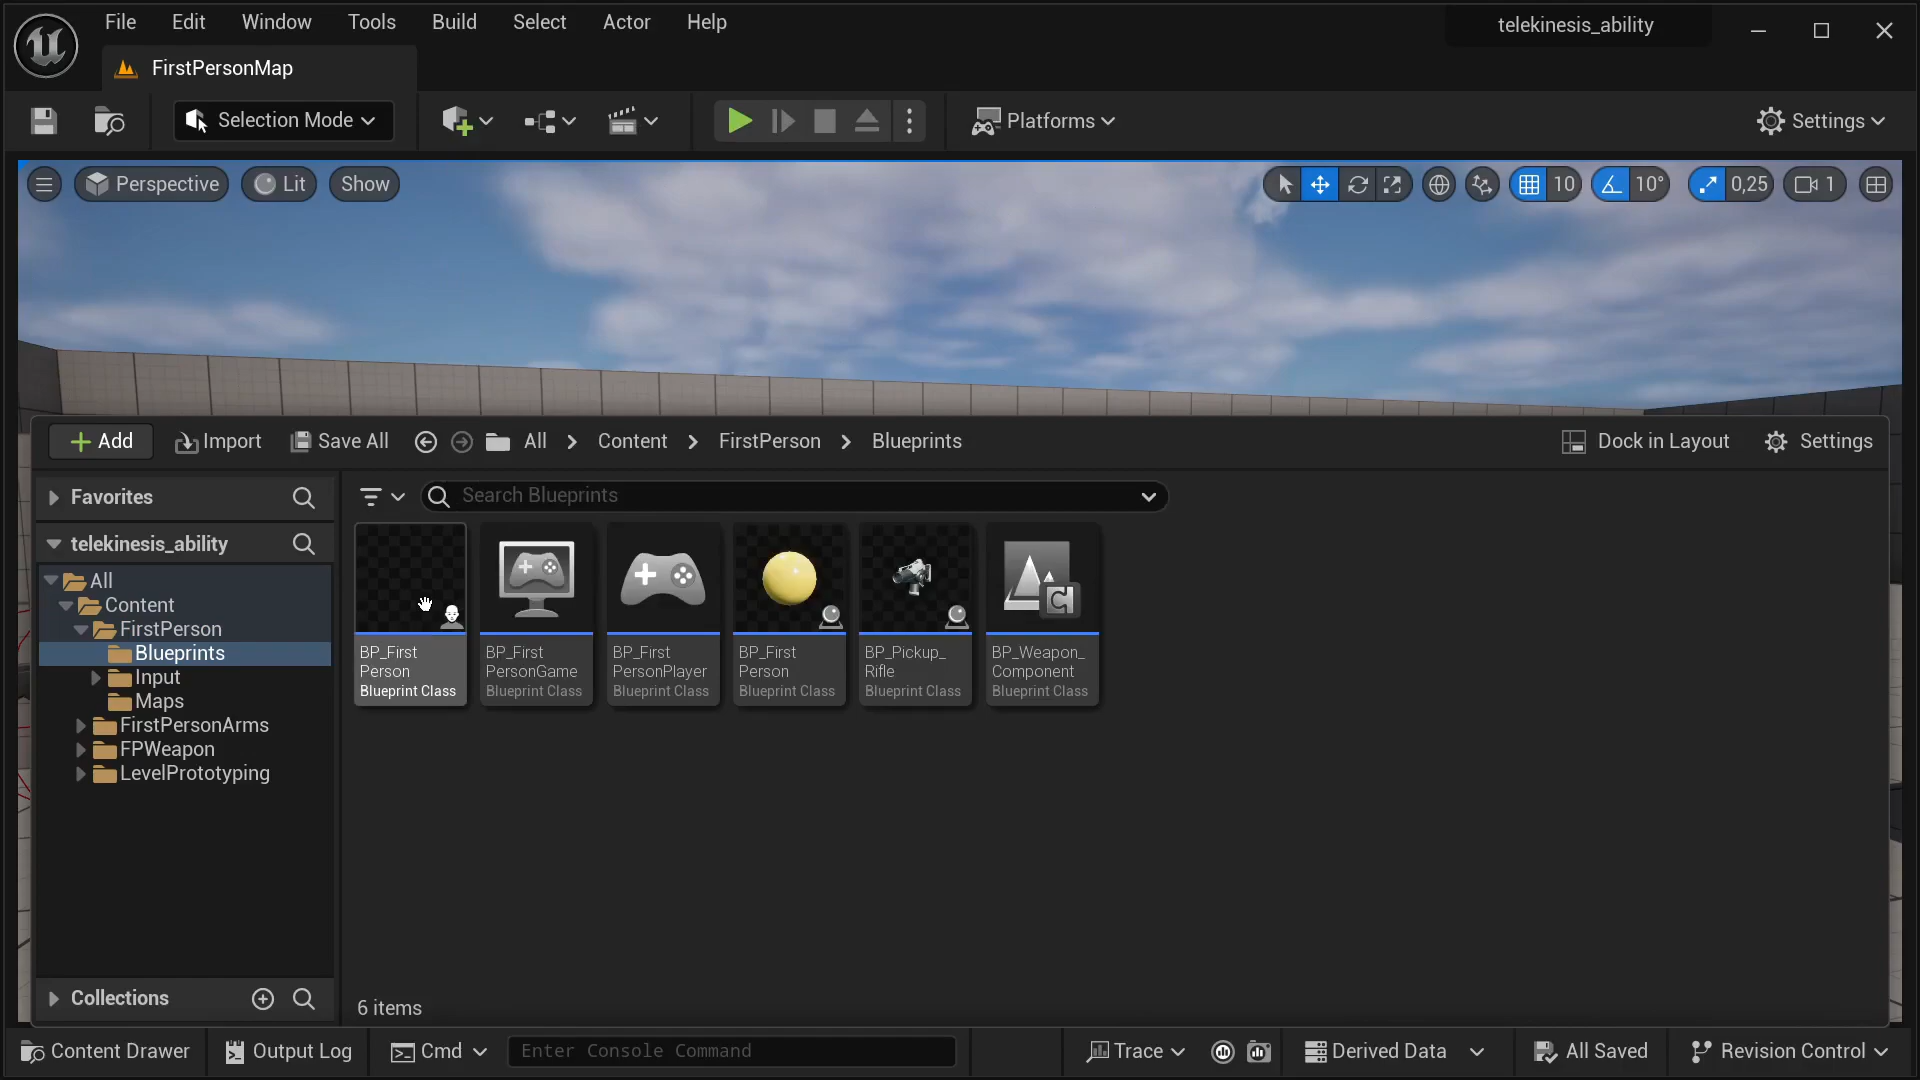 File Edit Window Tools Build Select Actor Help
telekinesis_ability
FirstPersonMap
Selection Mode
Platforms
Settings
Perspective Lit Show
10 10° 0,25 1
Add Import Save All All Content FirstPerson Blueprints Dock in Layout Settings
Favorites
Search Blueprints
telekinesis_ability
All
Content
FirstPerson
Blueprints
Input
Maps
FirstPersonArms
FPWeapon
LevelPrototyping
BP_First
Person
Blueprint Class
BP_First
PersonGame
Blueprint Class
BP_First
PersonPlayer
Blueprint Class
BP_First
Person
Blueprint Class
BP_Pickup_
Rifle
Blueprint Class
BP_Weapon_
Component
Blueprint Class
Collections
6 items
Content Drawer Output Log Cmd Enter Console Command Trace Derived Data All Saved Revision Control